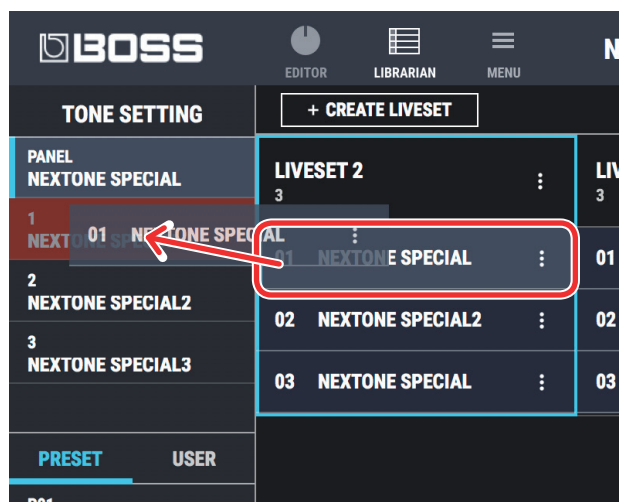 BOSS
EDITOR
LIBRARIAN
MENU
N
TONE SETTING
+ CREATE LIVESET
PANEL
NEXTONE SPECIAL
1
NEXTONE SPECIAL
2
NEXTONE SPECIAL2
3
NEXTONE SPECIAL3
PRESET
USER
01 NEXTONE SPECIAL
LIVESET 2
3
01 NEXTONE SPECIAL
02 NEXTONE SPECIAL2
03 NEXTONE SPECIAL
LIV
3
01
02
03